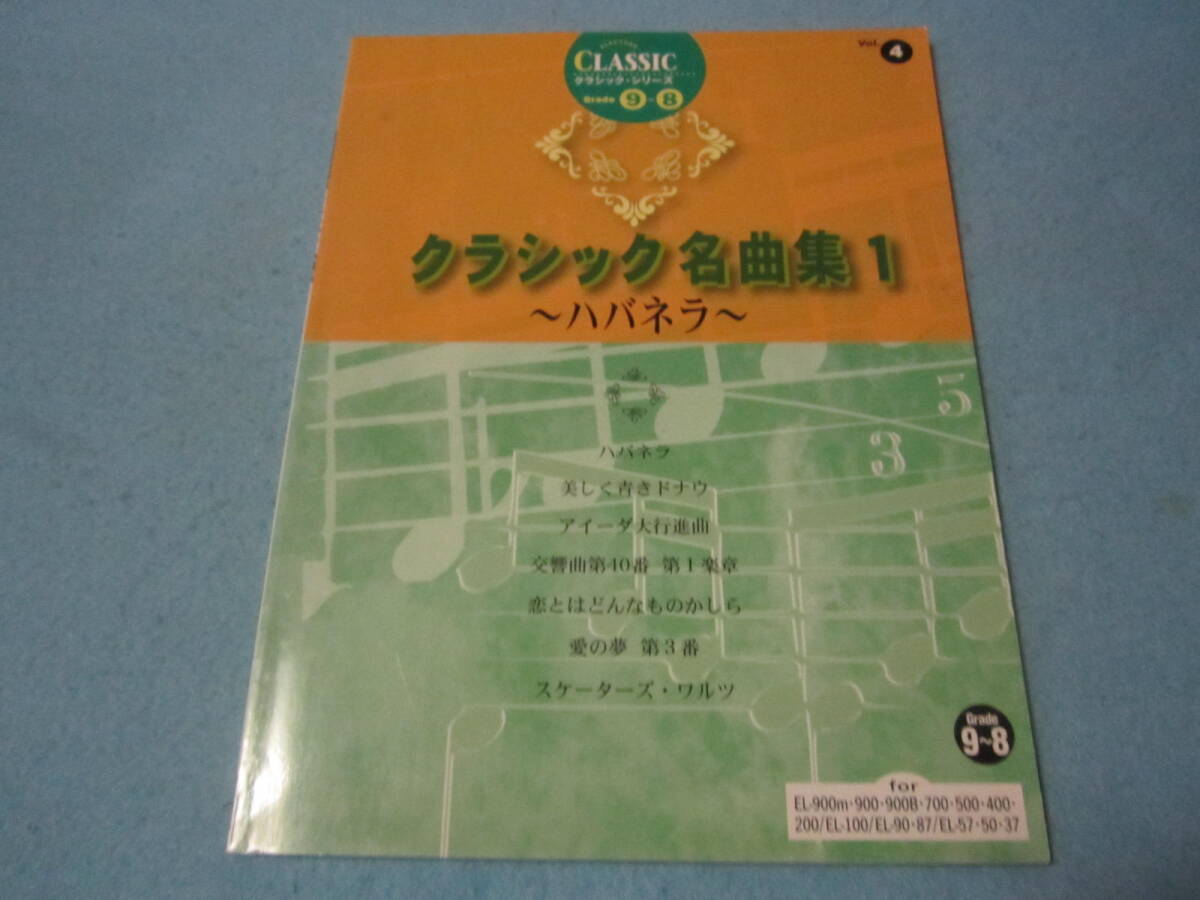 ELECTONE
CLASSIC
クラシック・シリーズ
Grade 9~8
Vol. 4
クラシック名曲集1
～ハバネラ～
5
3
ハバネラ
美しく青きドナウ
アイーダ大行進曲
交響曲第40番 第1楽章
恋とはどんなものかしら
愛の夢 第3番
スケーターズ・ワルツ
Grade
9~8
for
EL-900m・900・900B・700・500・400・
200/EL-100/EL-90・87/EL-57・50・37